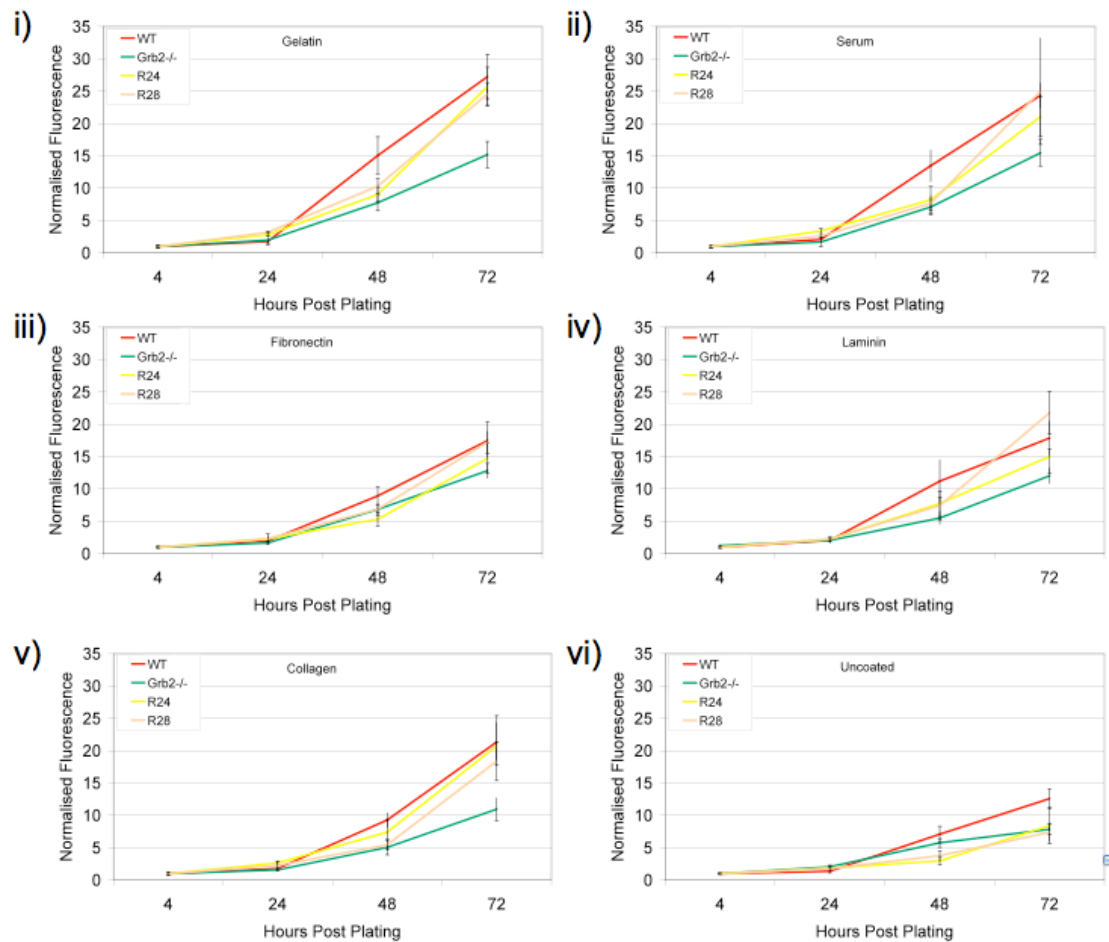 i)
Normalised Fluorescence
35
30
25
20
15
10
5
0
WT
Grb2-/-
R24
R28
Gelatin
4 24 48 72
Hours Post Plating
ii)
Normalised Fluorescence
35
30
25
20
15
10
5
0
WT
Grb2-/-
R24
R28
Serum
4 24 48 72
Hours Post Plating
iii)
Normalised Fluorescence
35
30
25
20
15
10
5
0
WT
Grb2-/-
R24
R28
Fibronectin
4 24 48 72
Hours Post Plating
iv)
Normalised Fluorescence
35
30
25
20
15
10
5
0
WT
Grb2-/-
R24
R28
Laminin
4 24 48 72
Hours Post Plating
v)
Normalised Fluorescence
35
30
25
20
15
10
5
0
WT
Grb2-/-
R24
R28
Collagen
4 24 48 72
Hours Post Plating
vi)
Normalised Fluorescence
35
30
25
20
15
10
5
0
WT
Grb2-/-
R24
R28
Uncoated
4 24 48 72
Hours Post Plating